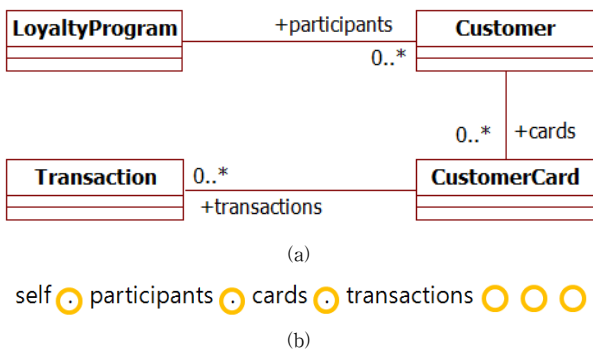 LoyaltyProgram
+participants
0..*
Customer
0..*
+cards
Transaction
0..*
+transactions
CustomerCard
(a)
self . participants . cards . transactions
(b)